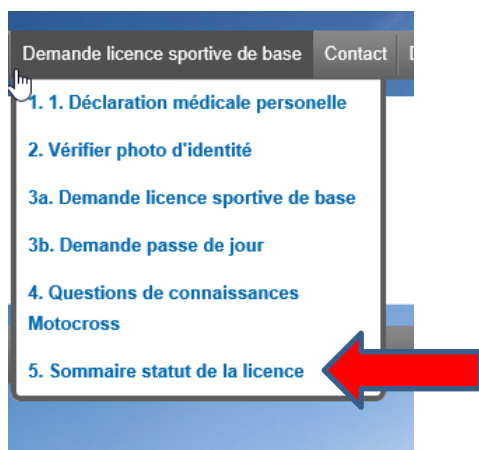 Demande licence sportive de base Contact
1. 1. Déclaration médicale personelle
2. Vérifier photo d'identité
3a. Demande licence sportive de base
3b. Demande passe de jour
4. Questions de connaissances
Motocross
5. Sommaire statut de la licence